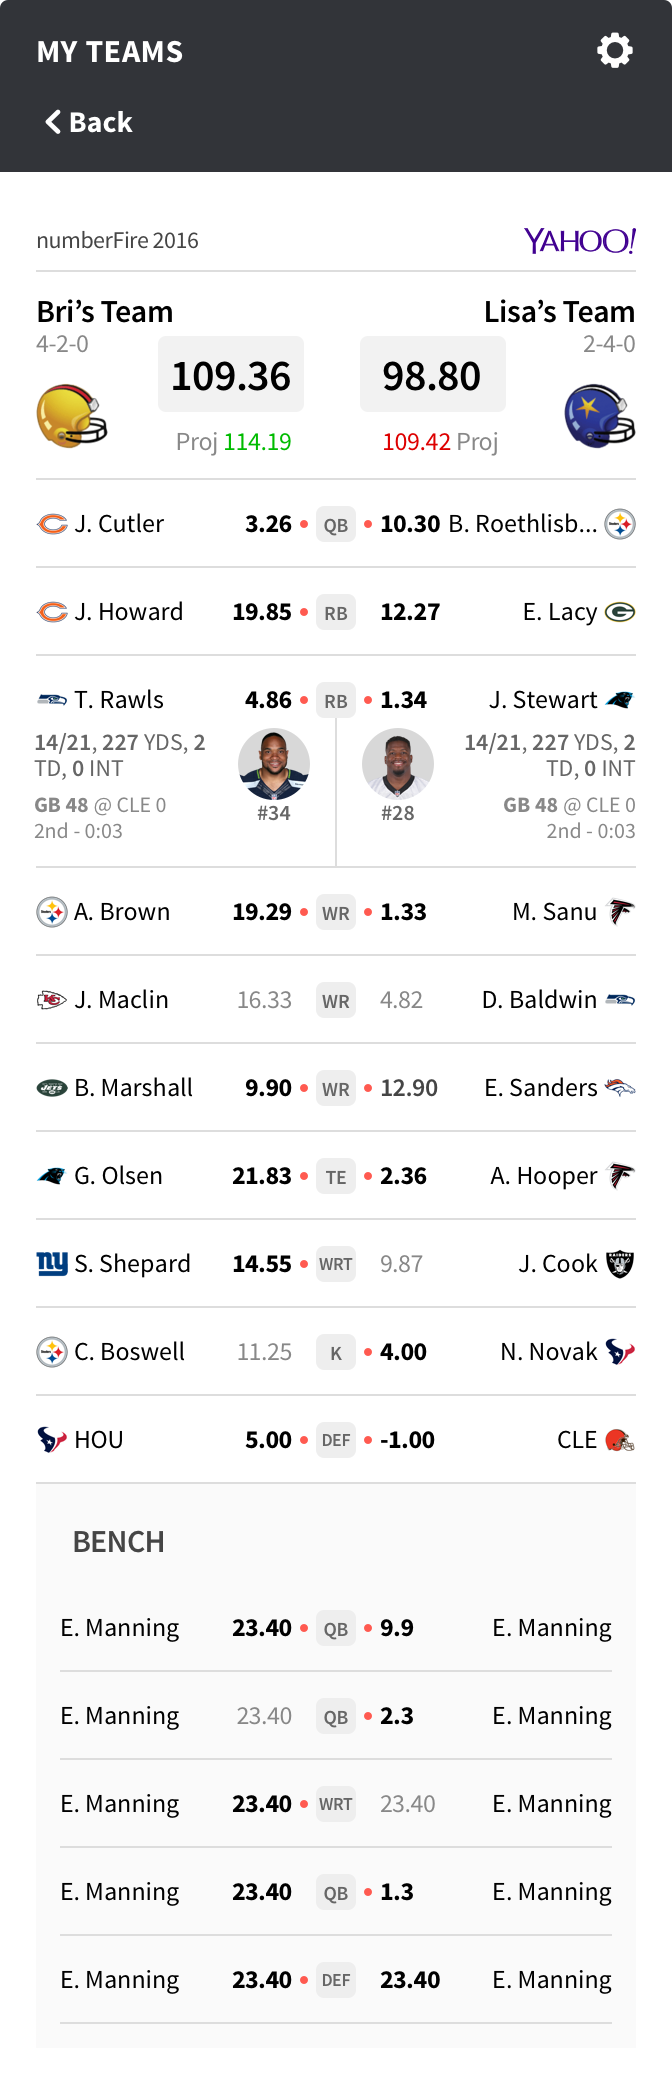 MY TEAMS
Back
numberFire 2016 YAHOO!
Bri’s Team Lisa’s Team
4-2-0 2-4-0
109.36 98.80
Proj 114.19 109.42 Proj
J. Cutler 3.26 QB 10.30 B. Roethlisb...
J. Howard 19.85 RB 12.27 E. Lacy
T. Rawls 4.86 RB 1.34 J. Stewart
14/21, 227 YDS, 2 14/21, 227 YDS, 2
TD, 0 INT TD, 0 INT
GB 48 @ CLE 0 #34 #28 GB 48 @ CLE 0
2nd - 0:03 2nd - 0:03
A. Brown 19.29 WR 1.33 M. Sanu
J. Maclin 16.33 WR 4.82 D. Baldwin
JETS B. Marshall 9.90 WR 12.90 E. Sanders
G. Olsen 21.83 TE 2.36 A. Hooper
ny S. Shepard 14.55 WRT 9.87 J. Cook RAIDERS
C. Boswell 11.25 K 4.00 N. Novak
HOU 5.00 DEF -1.00 CLE
BENCH
E. Manning 23.40 QB 9.9 E. Manning
E. Manning 23.40 QB 2.3 E. Manning
E. Manning 23.40 WRT 23.40 E. Manning
E. Manning 23.40 QB 1.3 E. Manning
E. Manning 23.40 DEF 23.40 E. Manning